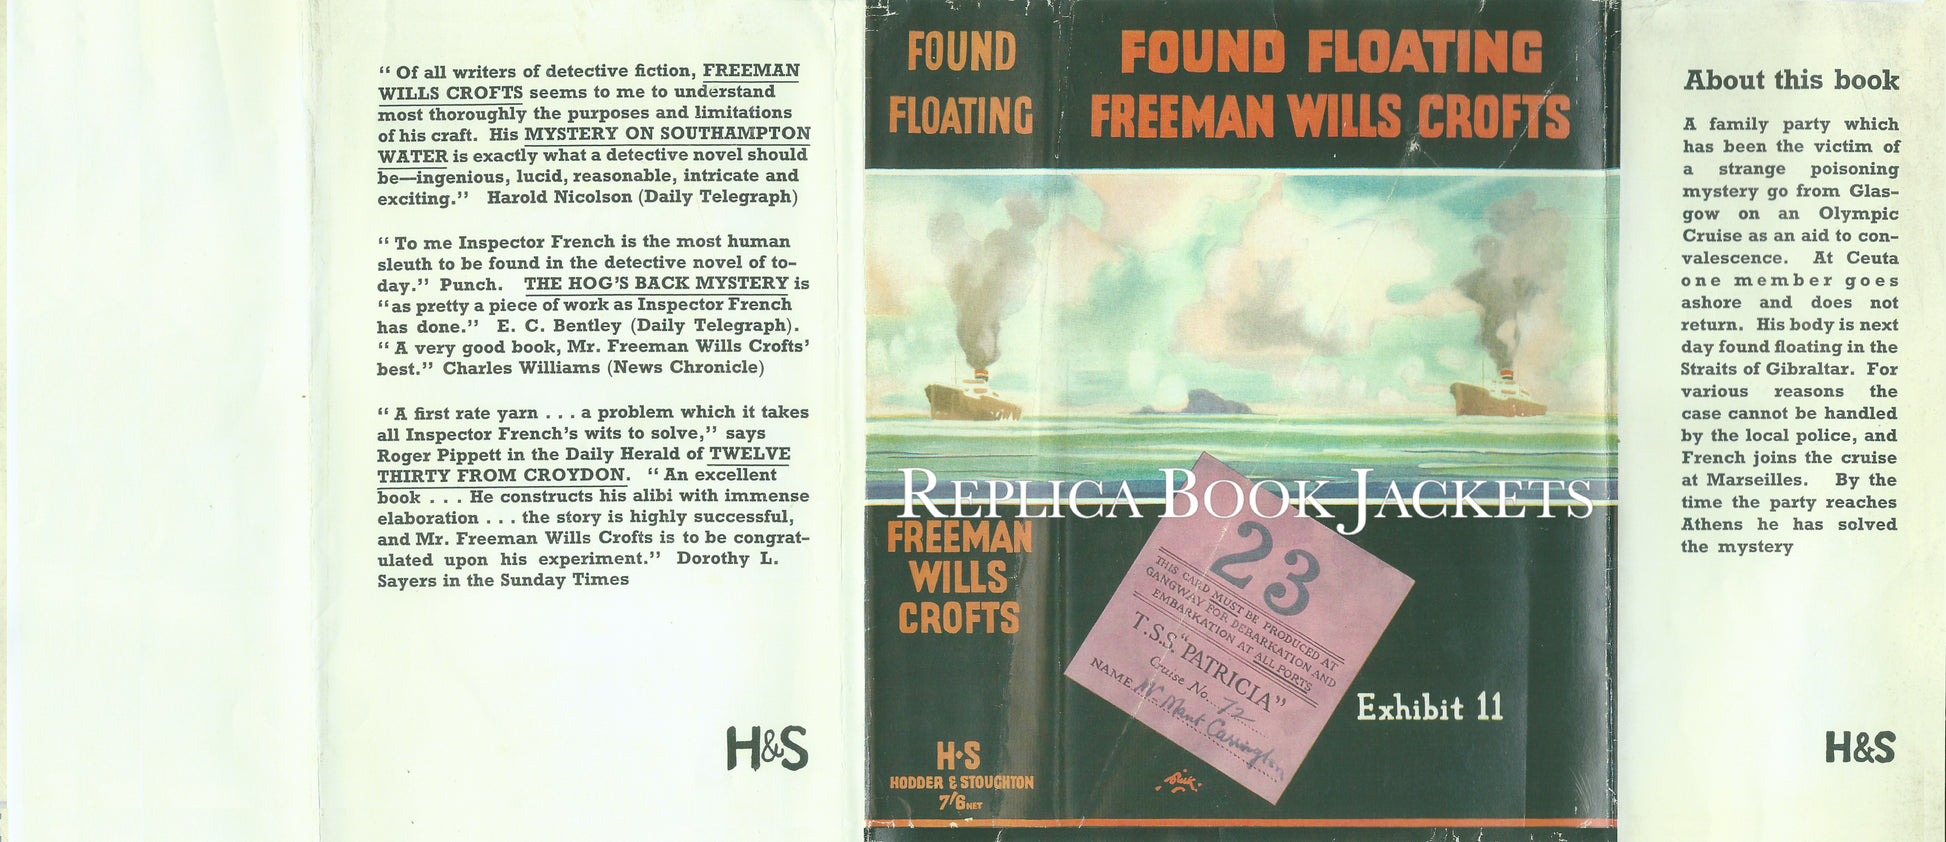 “ Of all writers of detective fiction, FREEMAN
WILLS CROFTS seems to me to understand
most thoroughly the purposes and limitations
of his craft. His MYSTERY ON SOUTHAMPTON
WATER is exactly what a detective novel should
be—ingenious, lucid, reasonable, intricate and
exciting.” Harold Nicolson (Daily Telegraph)
“ To me Inspector French is the most human
sleuth to be found in the detective novel of to-
day.” Punch. THE HOG’S BACK MYSTERY is
“as pretty a piece of work as Inspector French
has done.” E. C. Bentley (Daily Telegraph).
“ A very good book, Mr. Freeman Wills Crofts’
best.” Charles Williams (News Chronicle)
“ A first rate yarn . . . a problem which it takes
all Inspector French’s wits to solve,” says
Roger Pippett in the Daily Herald of TWELVE
THIRTY FROM CROYDON. “ An excellent
book . . . He constructs his alibi with immense
elaboration . . . the story is highly successful,
and Mr. Freeman Wills Crofts is to be congrat-
ulated upon his experiment.” Dorothy L.
Sayers in the Sunday Times
H&S
FOUND
FLOATING
FREEMAN
WILLS
CROFTS
H·S
HODDER & STOUGHTON
7/6 NET
FOUND FLOATING
FREEMAN WILLS CROFTS
REPLICA BOOK JACKETS
23
THIS CARD MUST BE PRODUCED AT
GANGWAY FOR DEBARKATION AND
EMBARKATION AT ALL PORTS
T.S.S. “PATRICIA”
Cruise No. 72
NAME W. Mant Carrington
Exhibit 11
About this book
A family party which
has been the victim of
a strange poisoning
mystery go from Glas-
gow on an Olympic
Cruise as an aid to con-
valescence. At Ceuta
one member goes
ashore and does not
return. His body is next
day found floating in the
Straits of Gibraltar. For
various reasons the
case cannot be handled
by the local police, and
French joins the cruise
at Marseilles. By the
time the party reaches
Athens he has solved
the mystery
H&S